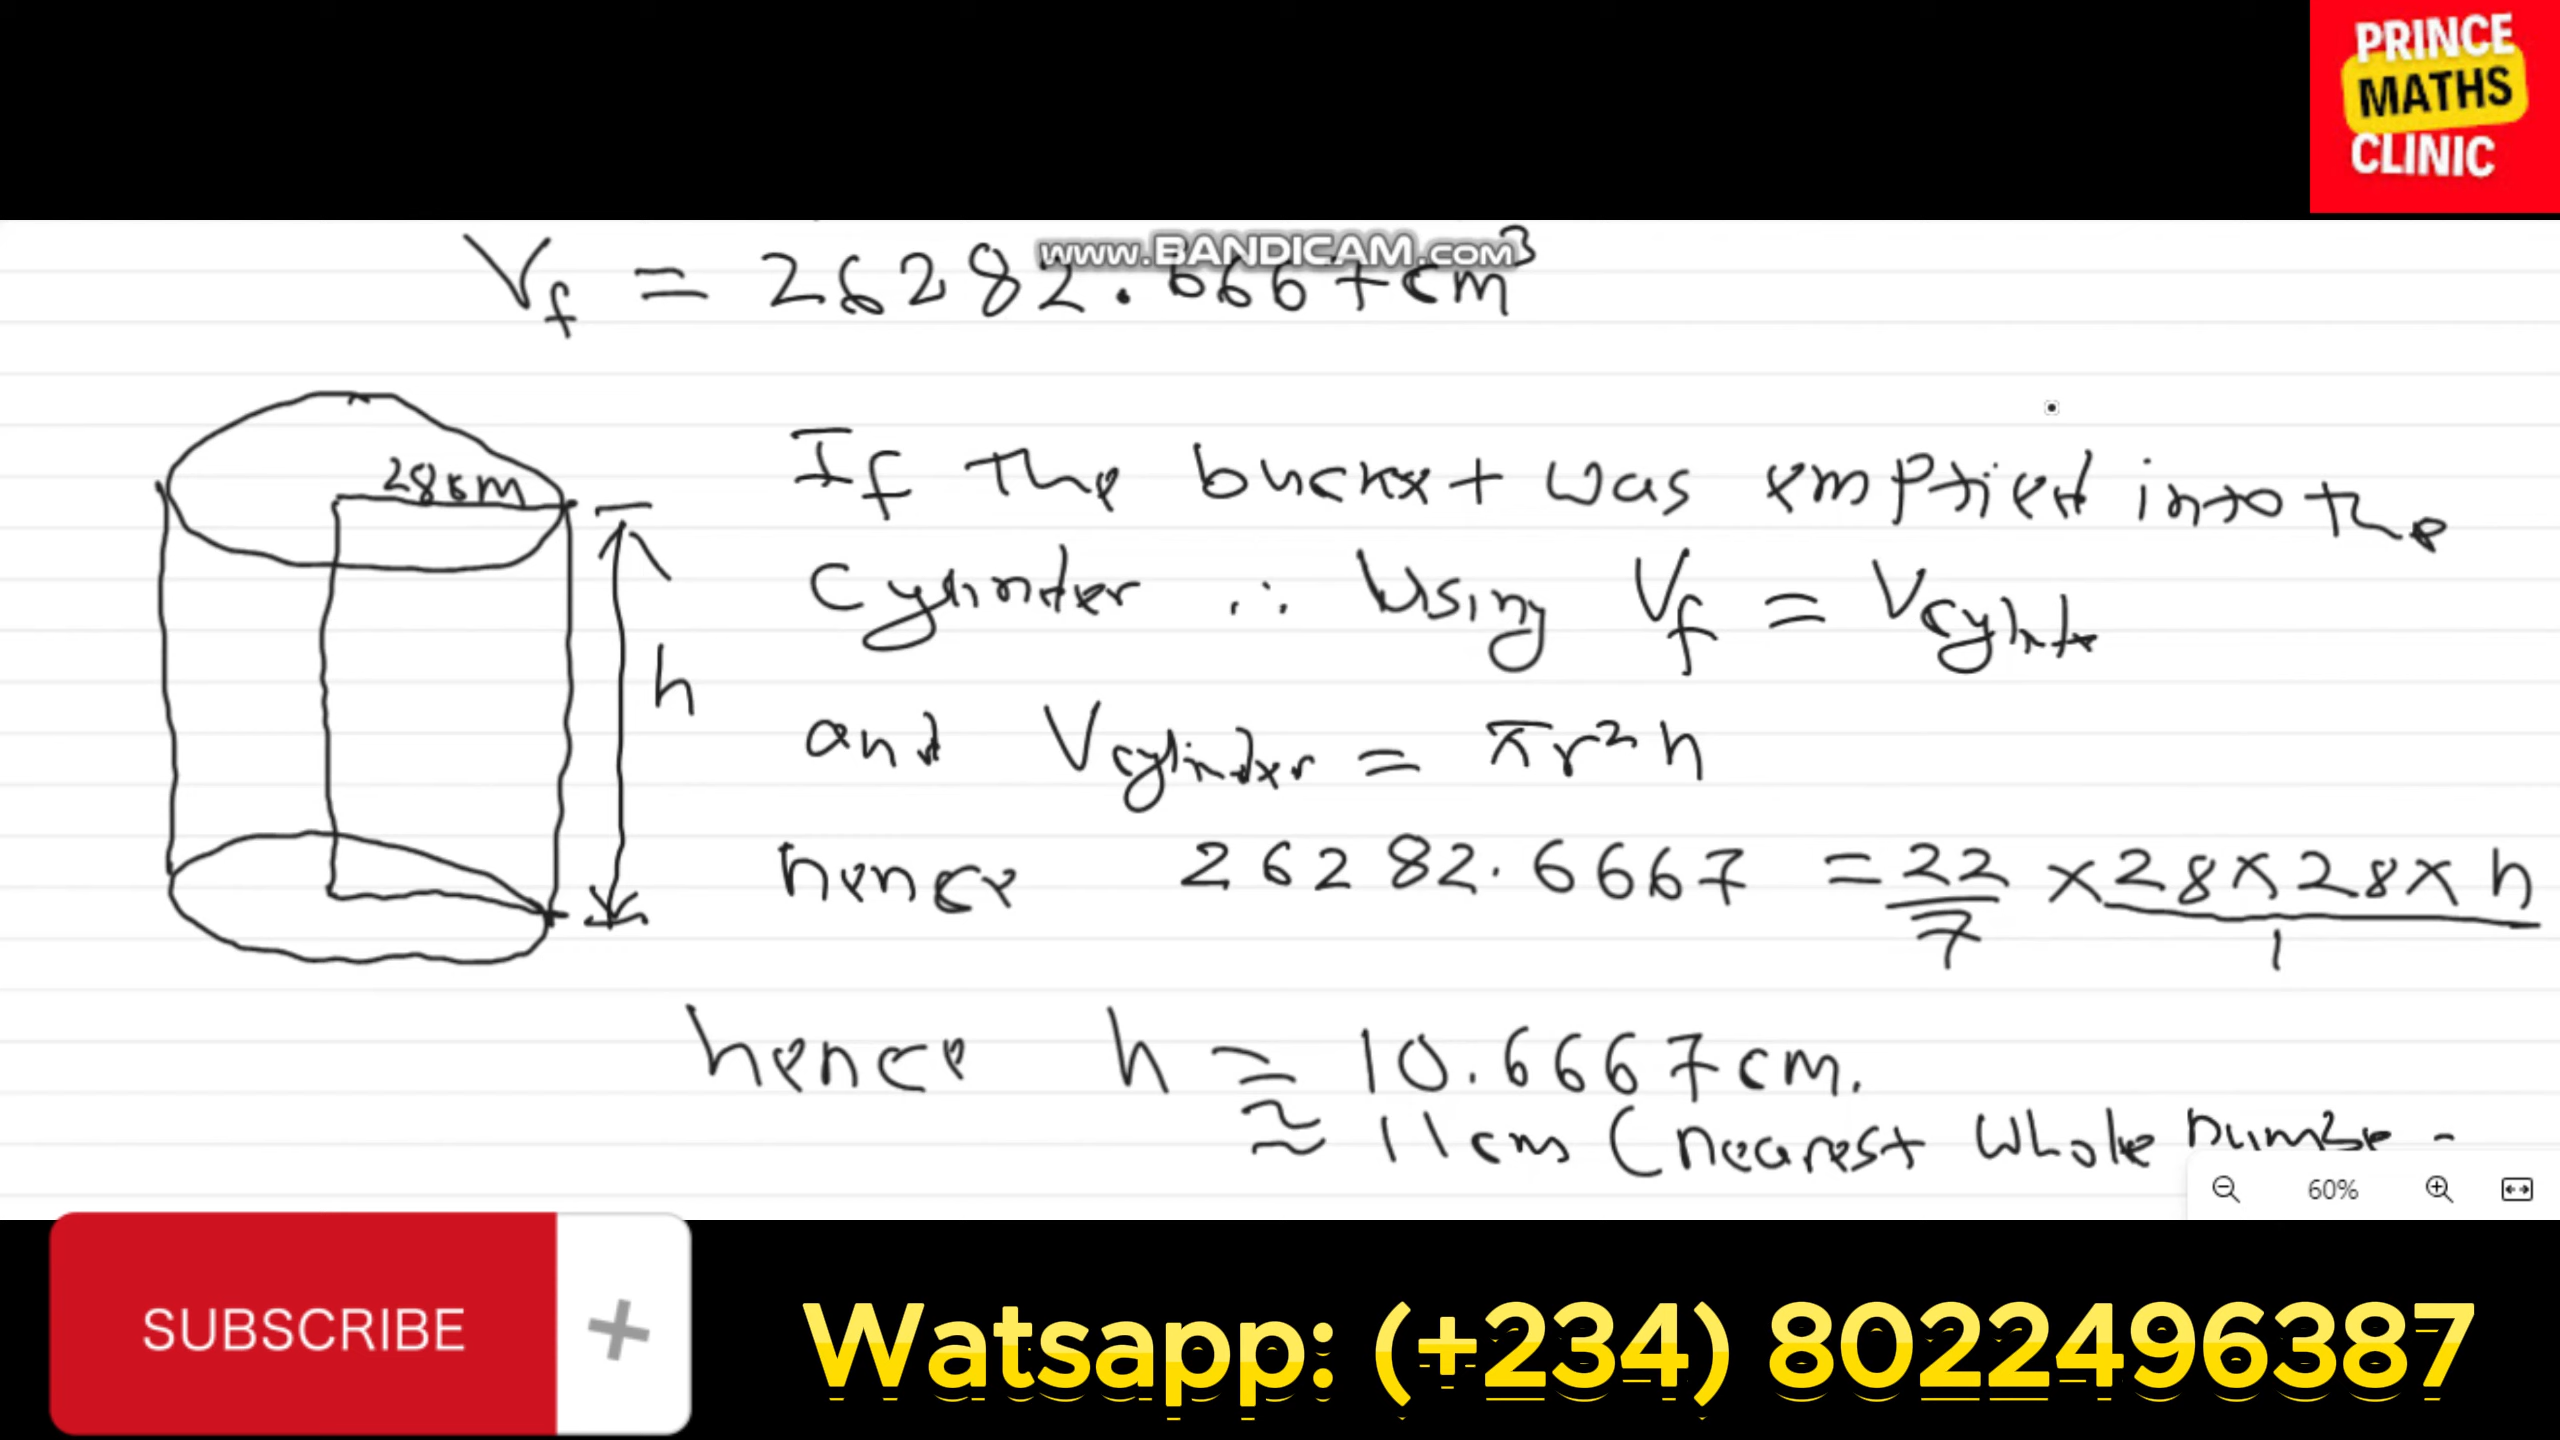 PRINCE
MATHS
CLINIC
www.BANDICAM.com
Vf = 26282.6667cm³
28cm
If the bucket was emptied into the
Cylinder ∴ Using Vf = Vcylinder
h
and Vcylinder = πr²h
hence 26282.6667 = 22/7 × 28×28×h/1
hence h = 10.6667cm.
≈ 11cm (nearest whole number
60%
SUBSCRIBE +
Watsapp: (+234) 8022496387